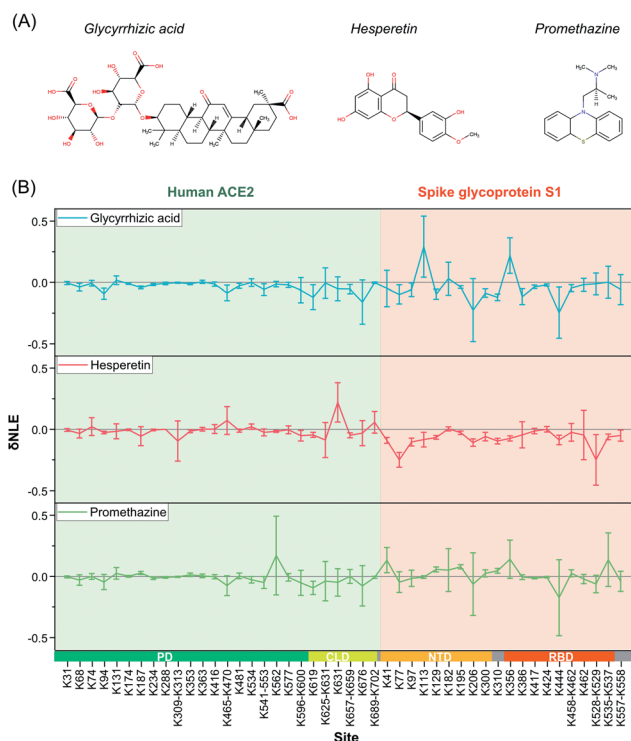 (A)
Glycyrrhizic acid
Hesperetin
Promethazine
(B)
Human ACE2
Spike glycoprotein S1
0.5
Glycyrrhizic acid
0.0
-0.5
0.5
Hesperetin
0.0
-0.5
0.5
Promethazine
0.0
-0.5
δNLE
PD
CLD
NTD
RBD
K31
K68
K74
K94
K131
K174
K187
K234
K288
K309-K313
K353
K363
K416
K465-K470
K481
K534
K541-553
K562
K577
K596-K600
K619
K625-K631
K631
K657-K659
K676
K689-K702
K41
K77
K97
K113
K129
K182
K195
K206
K300
K310
K356
K386
K417
K424
K444
K458-K462
K462
K528-K529
K535-K537
K557-K558
Site